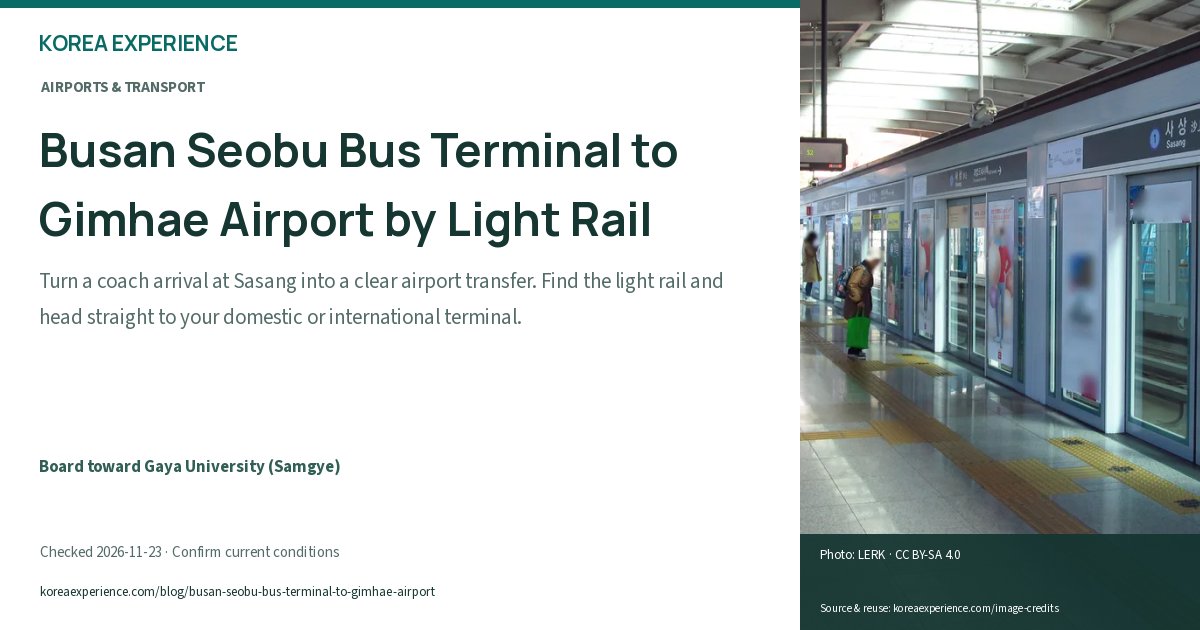 KOREA EXPERIENCE
AIRPORTS & TRANSPORT
Busan Seobu Bus Terminal to
Gimhae Airport by Light Rail
Turn a coach arrival at Sasang into a clear airport transfer. Find the light rail and
head straight to your domestic or international terminal.
Board toward Gaya University (Samgye)
Checked 2026-11-23 · Confirm current conditions
koreaexperience.com/blog/busan-seobu-bus-terminal-to-gimhae-airport
1 사상
Sasang
Photo: LERK · CC BY-SA 4.0
Source & reuse: koreaexperience.com/image-credits